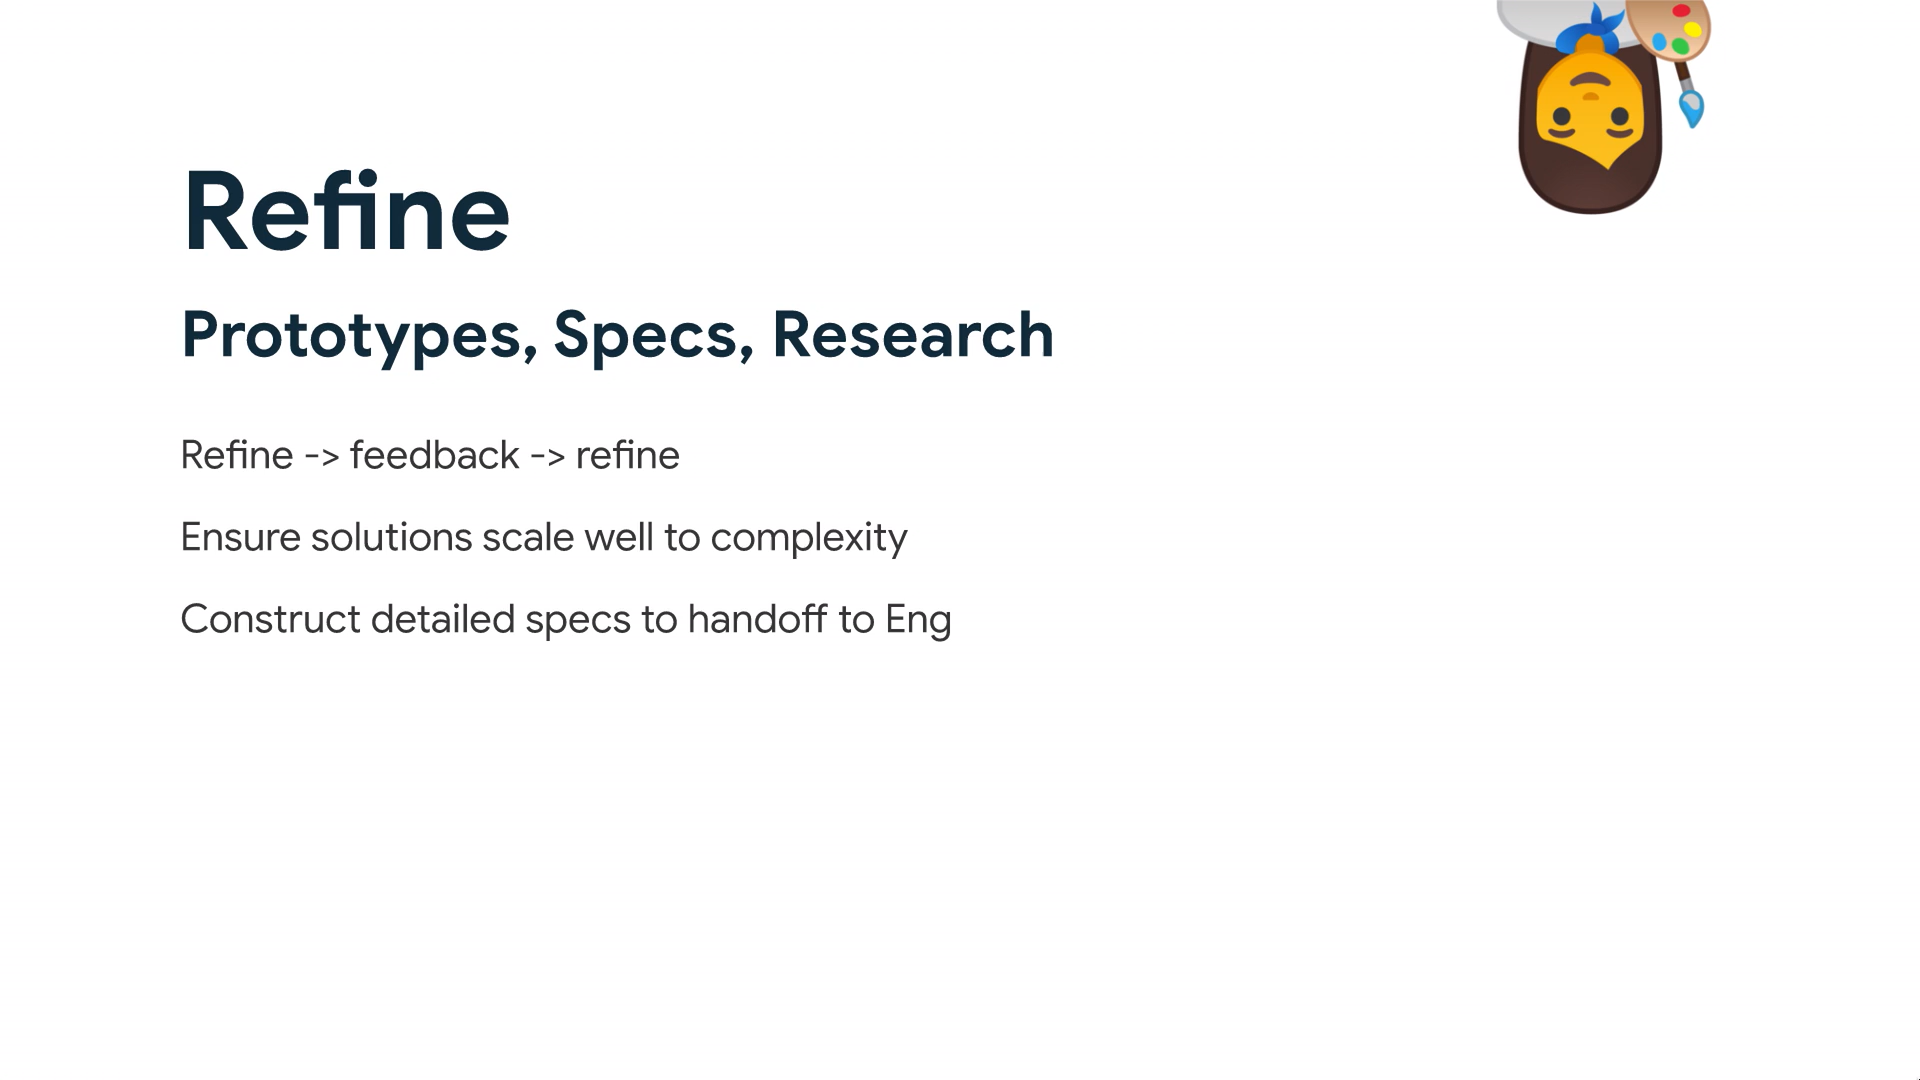 Refine
Prototypes, Specs, Research
Refine -> feedback -> refine
Ensure solutions scale well to complexity
Construct detailed specs to handoff to Eng